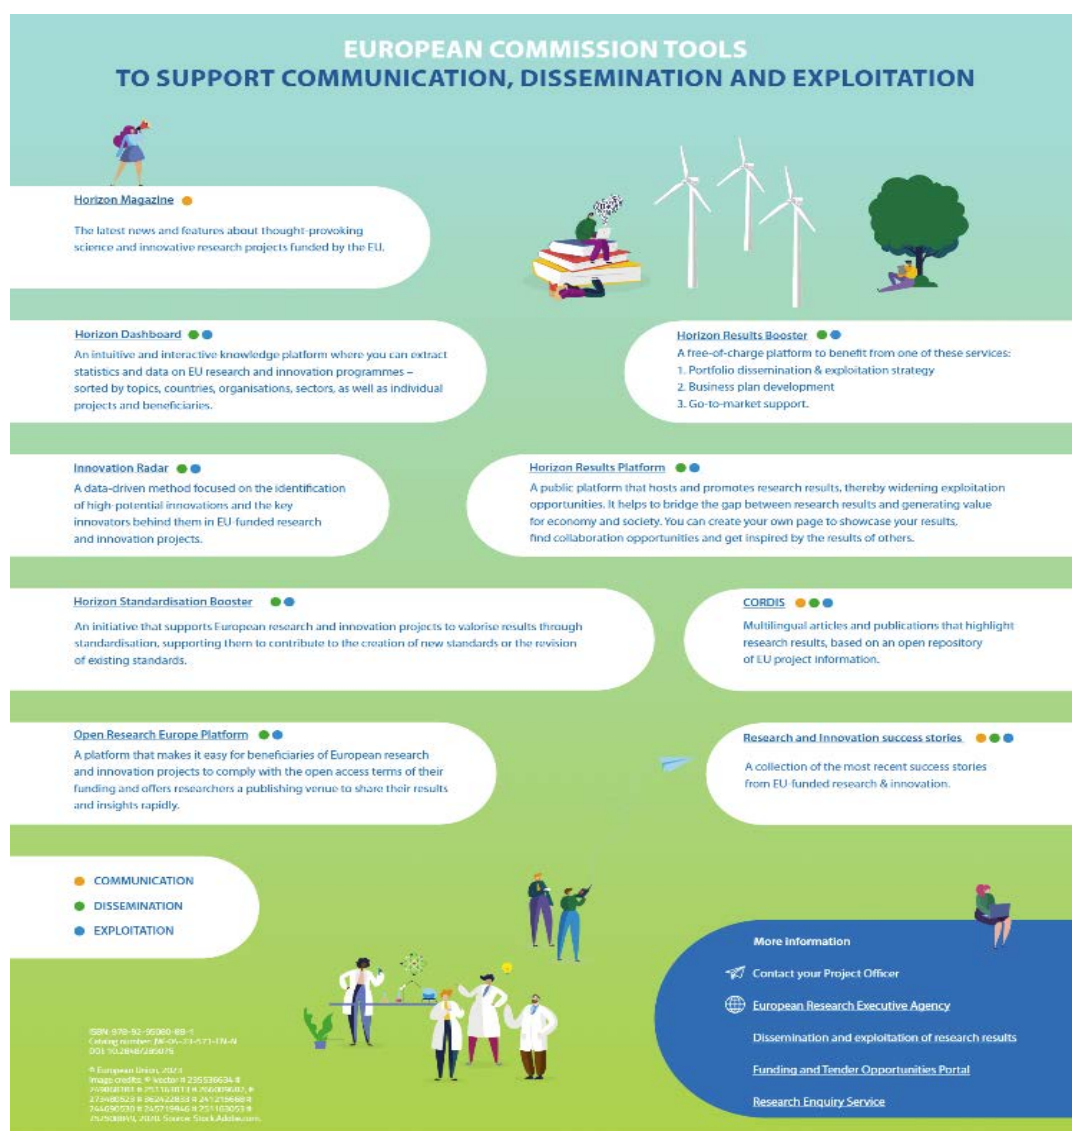 EUROPEAN COMMISSION TOOLS
TO SUPPORT COMMUNICATION, DISSEMINATION AND EXPLOITATION
Horizon Magazine
The latest news and features about thought-provoking
science and innovative research projects funded by the EU.
Horizon Dashboard
An intuitive and interactive knowledge platform where you can extract
statistics and data on EU research and innovation programmes –
sorted by topics, countries, organisations, sectors, as well as individual
projects and beneficiaries.
Horizon Results Booster
A free-of-charge platform to benefit from one of these services:
1. Portfolio dissemination & exploitation strategy
2. Business plan development
3. Go-to-market support.
Innovation Radar
A data-driven method focused on the identification
of high-potential innovations and the key
innovators behind them in EU-funded research
and innovation projects.
Horizon Results Platform
A public platform that hosts and promotes research results, thereby widening exploitation
opportunities. It helps to bridge the gap between research results and generating value
for economy and society. You can create your own page to showcase your results,
find collaboration opportunities and get inspired by the results of others.
Horizon Standardisation Booster
An initiative that supports European research and innovation projects to valorise results through
standardisation, supporting them to contribute to the creation of new standards or the revision
of existing standards.
CORDIS
Multilingual articles and publications that highlight
research results, based on an open repository
of EU project information.
Open Research Europe Platform
A platform that makes it easy for beneficiaries of European research
and innovation projects to comply with the open access terms of their
funding and offers researchers a publishing venue to share their results
and insights rapidly.
Research and Innovation success stories
A collection of the most recent success stories
from EU-funded research & innovation.
COMMUNICATION
DISSEMINATION
EXPLOITATION
More information
Contact your Project Officer
European Research Executive Agency
Dissemination and exploitation of research results
Funding and Tender Opportunities Portal
Research Enquiry Service
ISBN:
Catalog number:
DOI:
© European Union, 2023
Image credits: ©
2020. Source: Stock.Adobe.com.